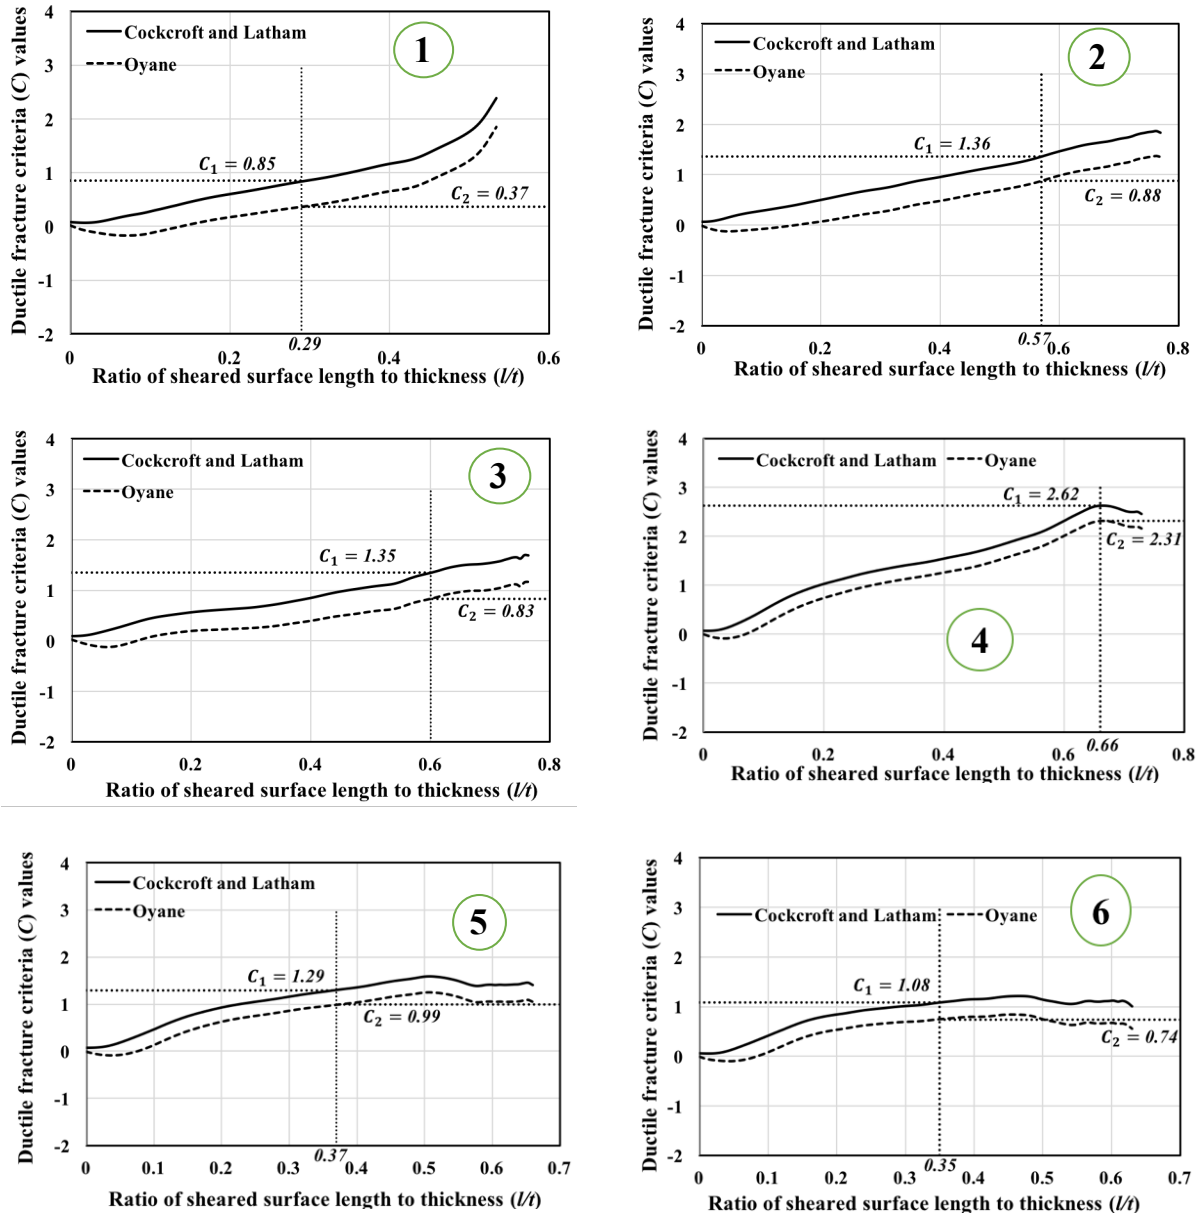 Ductile fracture criteria (C) values
4
3
2
1
0
-1
-2
Cockcroft and Latham
Oyane
1
C₁ = 0.85
C₂ = 0.37
0.29
0
0.2
0.4
0.6
Ratio of sheared surface length to thickness (l/t)
Ductile fracture criteria (C) values
4
3
2
1
0
-1
-2
Cockcroft and Latham
Oyane
2
C₁ = 1.36
C₂ = 0.88
0.57
0
0.2
0.4
0.6
0.8
Ratio of sheared surface length to thickness (l/t)
Ductile fracture criteria (C) values
4
3
2
1
0
-1
-2
Cockcroft and Latham
Oyane
3
C₁ = 1.35
C₂ = 0.83
0
0.2
0.4
0.6
0.8
Ratio of sheared surface length to thickness (l/t)
Ductile fracture criteria (C) values
4
3
2
1
0
-1
-2
Cockcroft and Latham Oyane
C₁ = 2.62
C₂ = 2.31
4
0.66
0
0.2
0.4
0.6
0.8
Ratio of sheared surface length to thickness (l/t)
Ductile fracture criteria (C) values
4
3
2
1
0
-1
-2
Cockcroft and Latham
Oyane
5
C₁ = 1.29
C₂ = 0.99
0.37
0
0.1
0.2
0.3
0.4
0.5
0.6
0.7
Ratio of sheared surface length to thickness (l/t)
Ductile fracture criteria (C) values
4
3
2
1
0
-1
-2
Cockcroft and Latham Oyane
6
C₁ = 1.08
C₂ = 0.74
0.35
0
0.1
0.2
0.3
0.4
0.5
0.6
0.7
Ratio of sheared surface length to thickness (l/t)